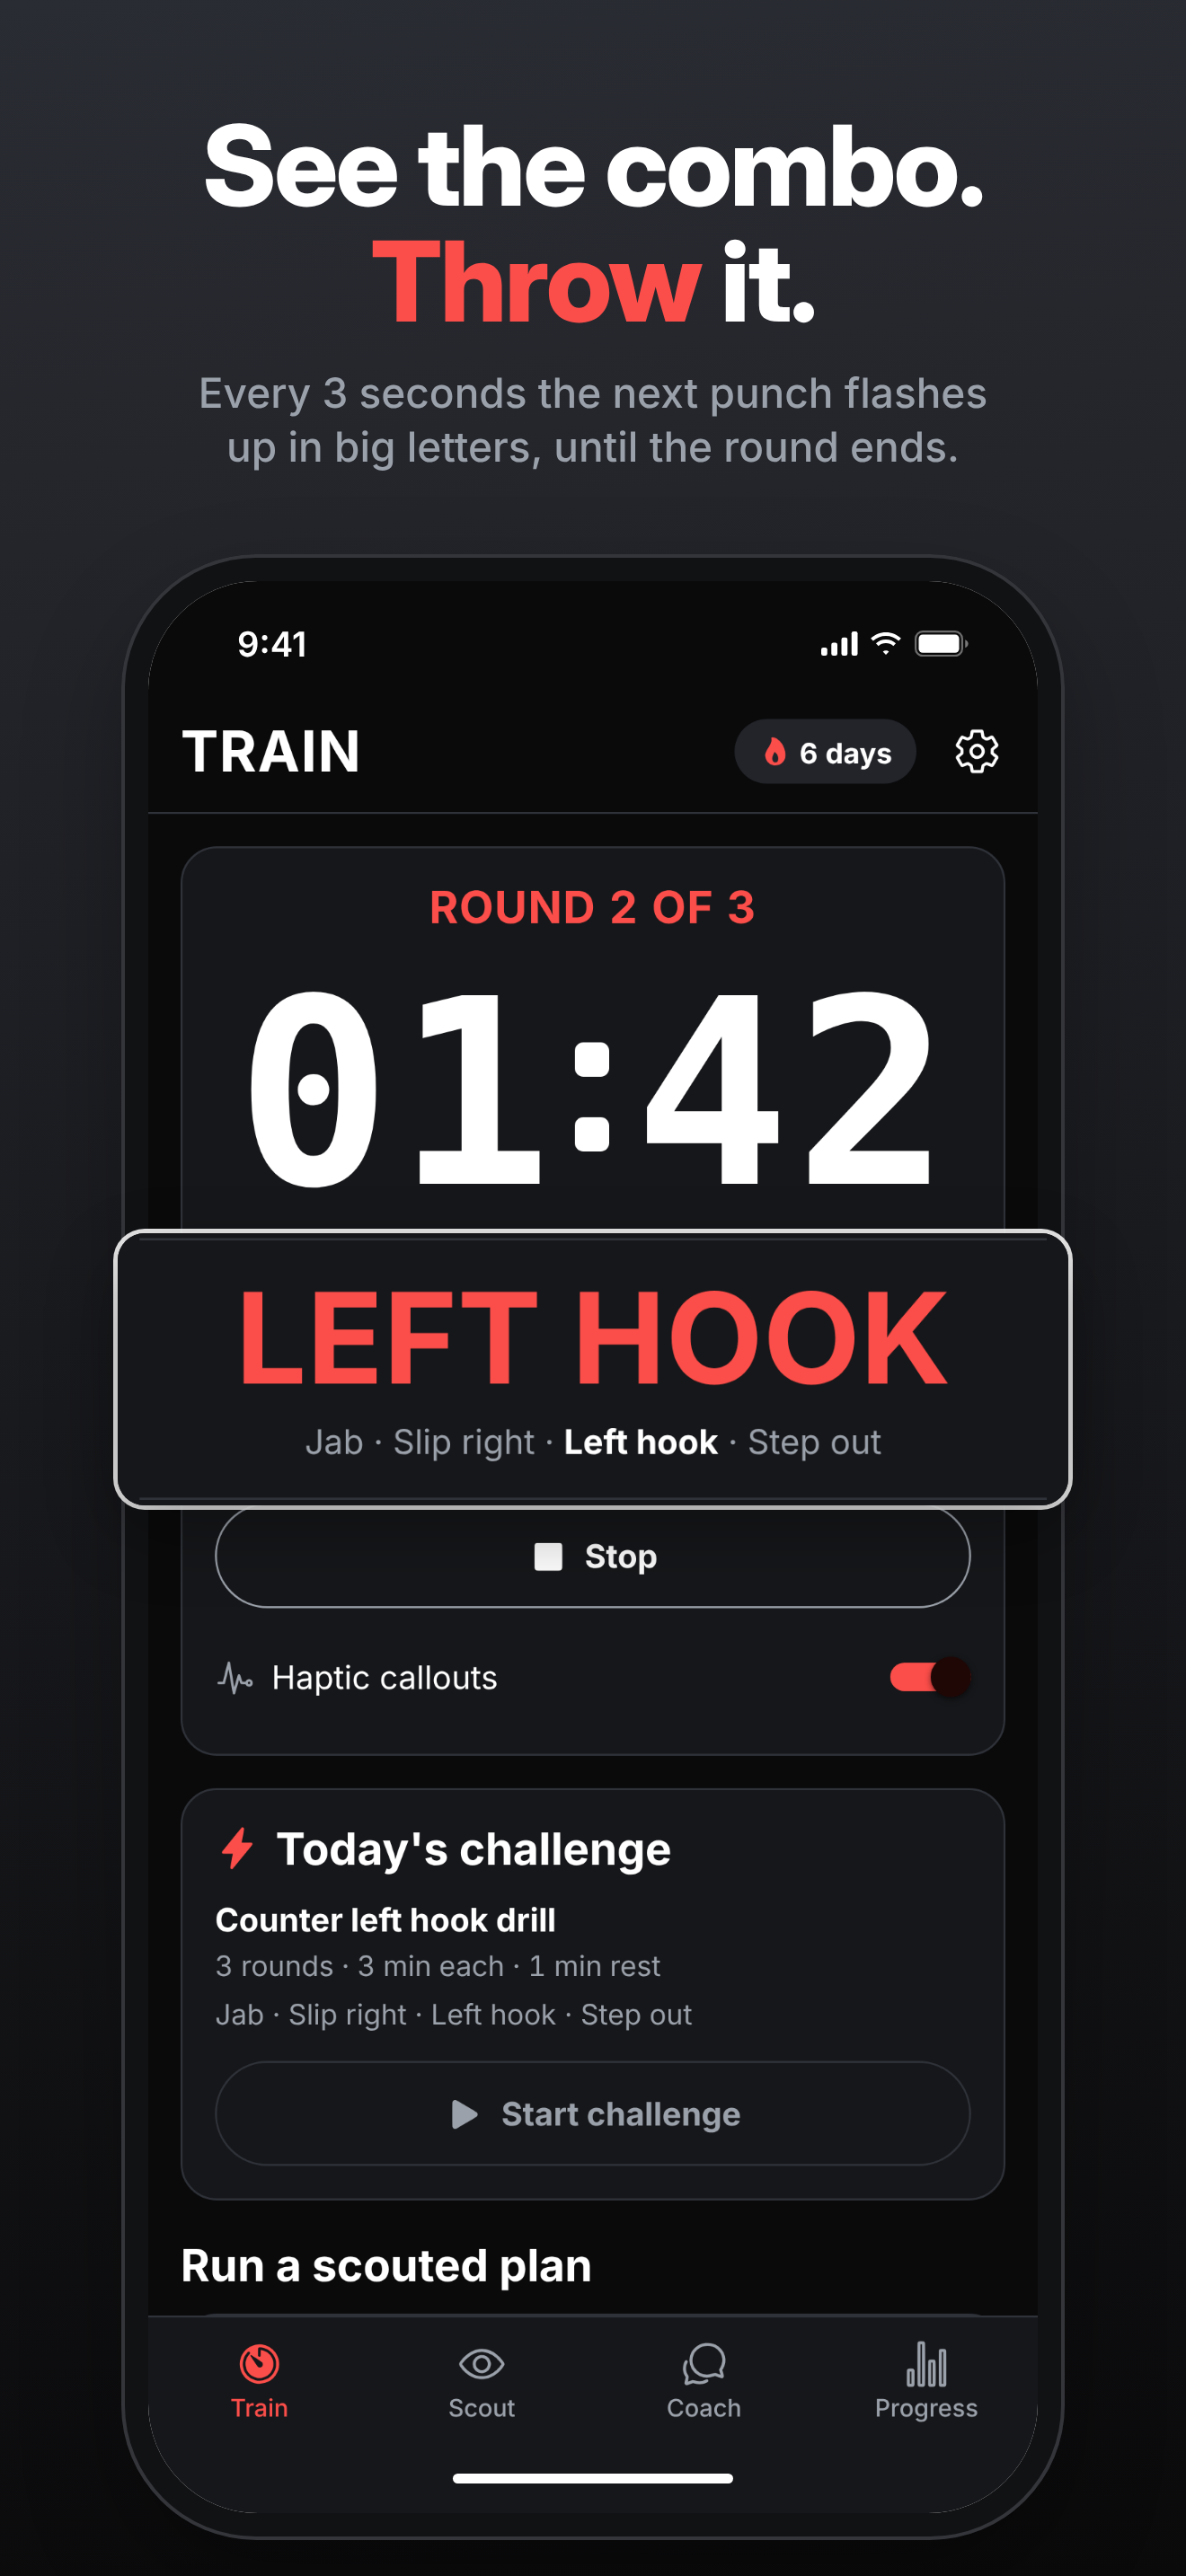 See the combo.
Throw it.
Every 3 seconds the next punch flashes
up in big letters, until the round ends.
9:41
TRAIN
6 days
ROUND 2 OF 3
01:42
LEFT HOOK
Jab · Slip right · Left hook · Step out
Stop
Haptic callouts
Today's challenge
Counter left hook drill
3 rounds · 3 min each · 1 min rest
Jab · Slip right · Left hook · Step out
Start challenge
Run a scouted plan
Train Scout Coach Progress